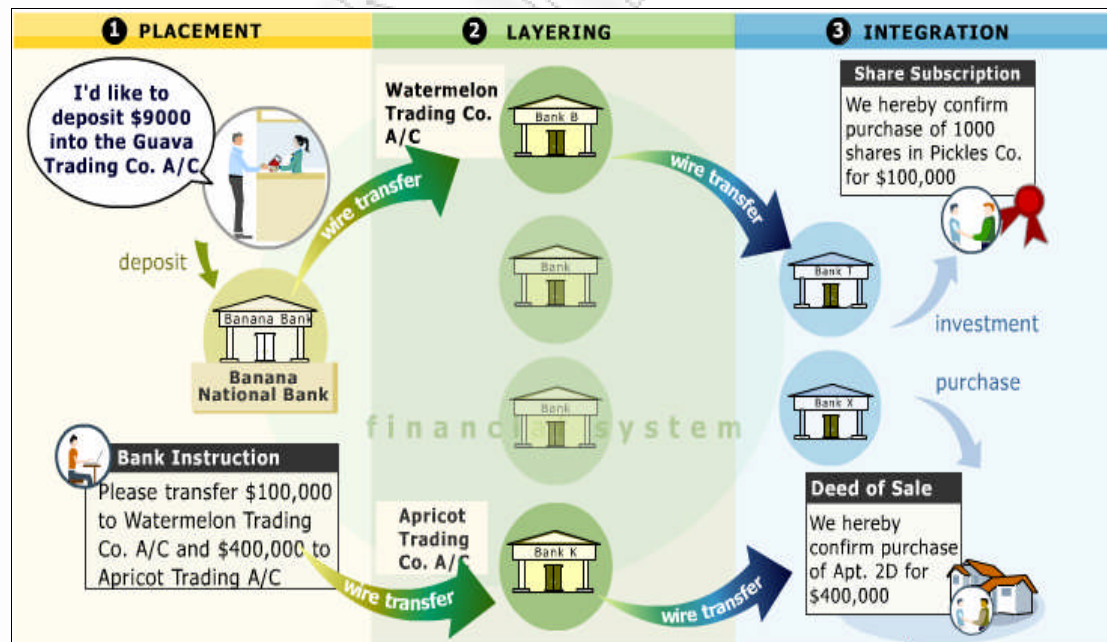 1 PLACEMENT
2 LAYERING
3 INTEGRATION
I'd like to
deposit $9000
into the Guava
Trading Co. A/C
deposit
Banana Bank
Banana
National Bank
Bank Instruction
Please transfer $100,000
to Watermelon Trading
Co. A/C and $400,000 to
Apricot Trading A/C
wire transfer
wire transfer
Watermelon
Trading Co.
A/C
Bank B
Bank
Bank
financial system
Apricot
Trading
Co. A/C
Bank K
wire transfer
wire transfer
Share Subscription
We hereby confirm
purchase of 1000
shares in Pickles Co.
for $100,000
Bank T
investment
Bank X
purchase
Deed of Sale
We hereby
confirm purchase
of Apt. 2D for
$400,000